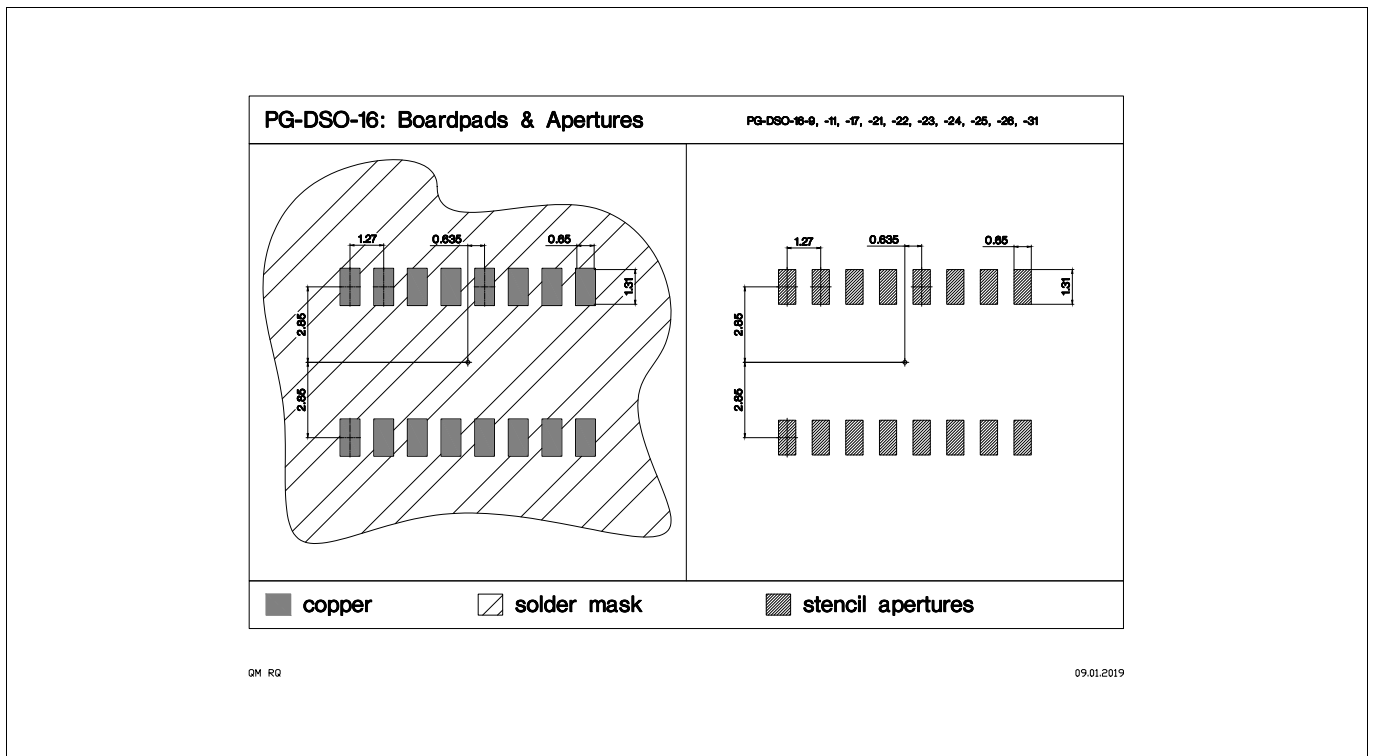 PG-DSO-16: Boardpads & Apertures
PG-DSO-16-9, -11, -17, -21, -22, -23, -24, -25, -26, -31
1.27
0.635
0.65
1.31
2.85
2.85
1.27
0.635
0.65
1.31
2.85
2.85
copper
solder mask
stencil apertures
QM RQ
09.01.2019